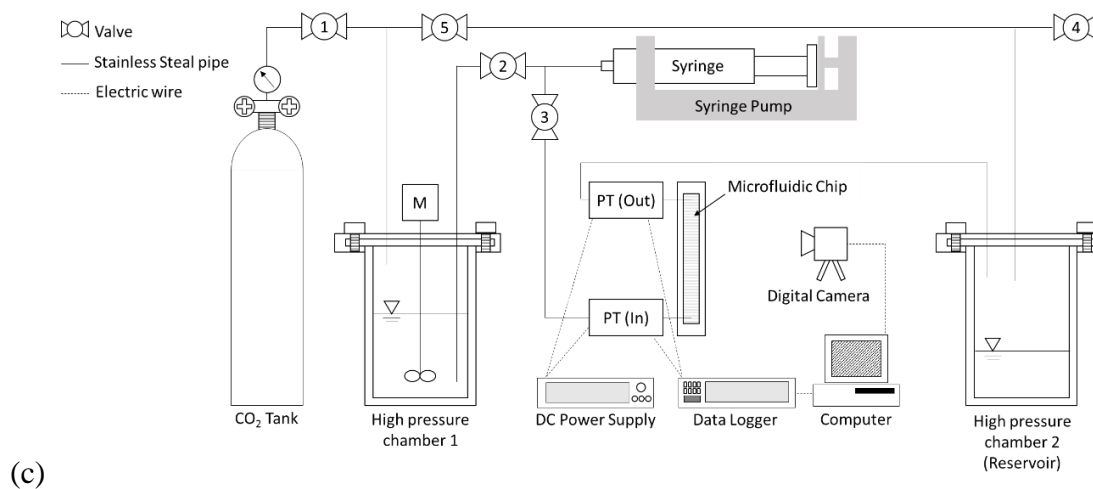 1
5
4
Valve
Stainless Steal pipe
Electric wire
2
Syringe
3
Syringe Pump
M
PT (Out)
Microfluidic Chip
Digital Camera
PT (In)
CO₂ Tank
High pressure
chamber 1
DC Power Supply
Data Logger
Computer
High pressure
chamber 2
(Reservoir)
(c)